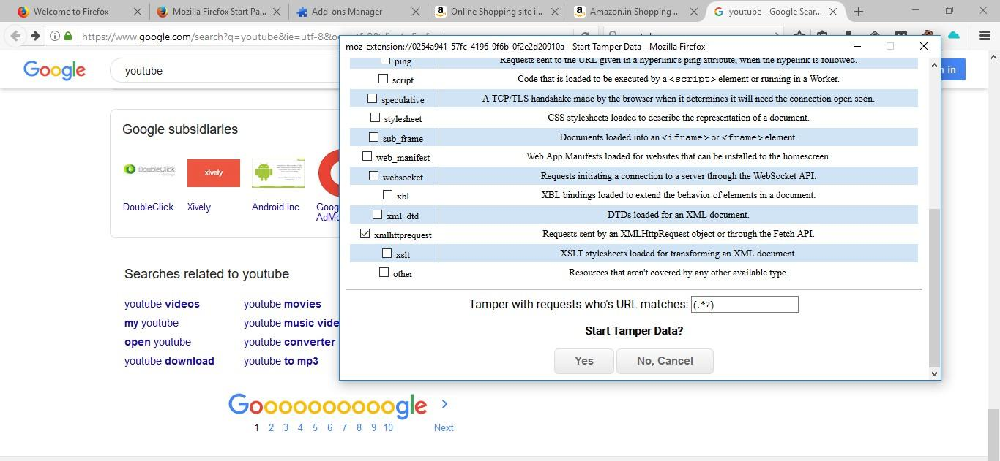 Welcome to Firefox
Mozilla Firefox Start Pa...
Add-ons Manager
Online Shopping site i...
Amazon.in Shopping ...
youtube - Google Sear...
https://www.google.com/search?q=youtube&ie=utf-8&o
moz-extension://0254a941-57fc-4196-9f6b-0f2e2d20910a - Start Tamper Data - Mozilla Firefox
Google
youtube
in
ping Requests sent to the URL given in a hyperlink's ping attribute, when the hypelink is followed.
script Code that is loaded to be executed by a <script> element or running in a Worker.
speculative A TCP/TLS handshake made by the browser when it determines it will need the connection open soon.
stylesheet CSS stylesheets loaded to describe the representation of a document.
sub_frame Documents loaded into an <iframe> or <frame> element.
web_manifest Web App Manifests loaded for websites that can be installed to the homescreen.
websocket Requests initiating a connection to a server through the WebSocket API.
xbl XBL bindings loaded to extend the behavior of elements in a document.
xml_dtd DTDs loaded for an XML document.
xmlhttprequest Requests sent by an XMLHttpRequest object or through the Fetch API.
xslt XSLT stylesheets loaded for transforming an XML document.
other Resources that aren't covered by any other available type.
Tamper with requests who's URL matches: (.*?)
Start Tamper Data?
Yes No, Cancel
Google subsidiaries
DoubleClick
xively
DoubleClick Xively Android Inc Goog
AdMo
Searches related to youtube
youtube videos youtube movies
my youtube youtube music vide
open youtube youtube converter
youtube download youtube to mp3
Goooooooooogle
1 2 3 4 5 6 7 8 9 10 Next